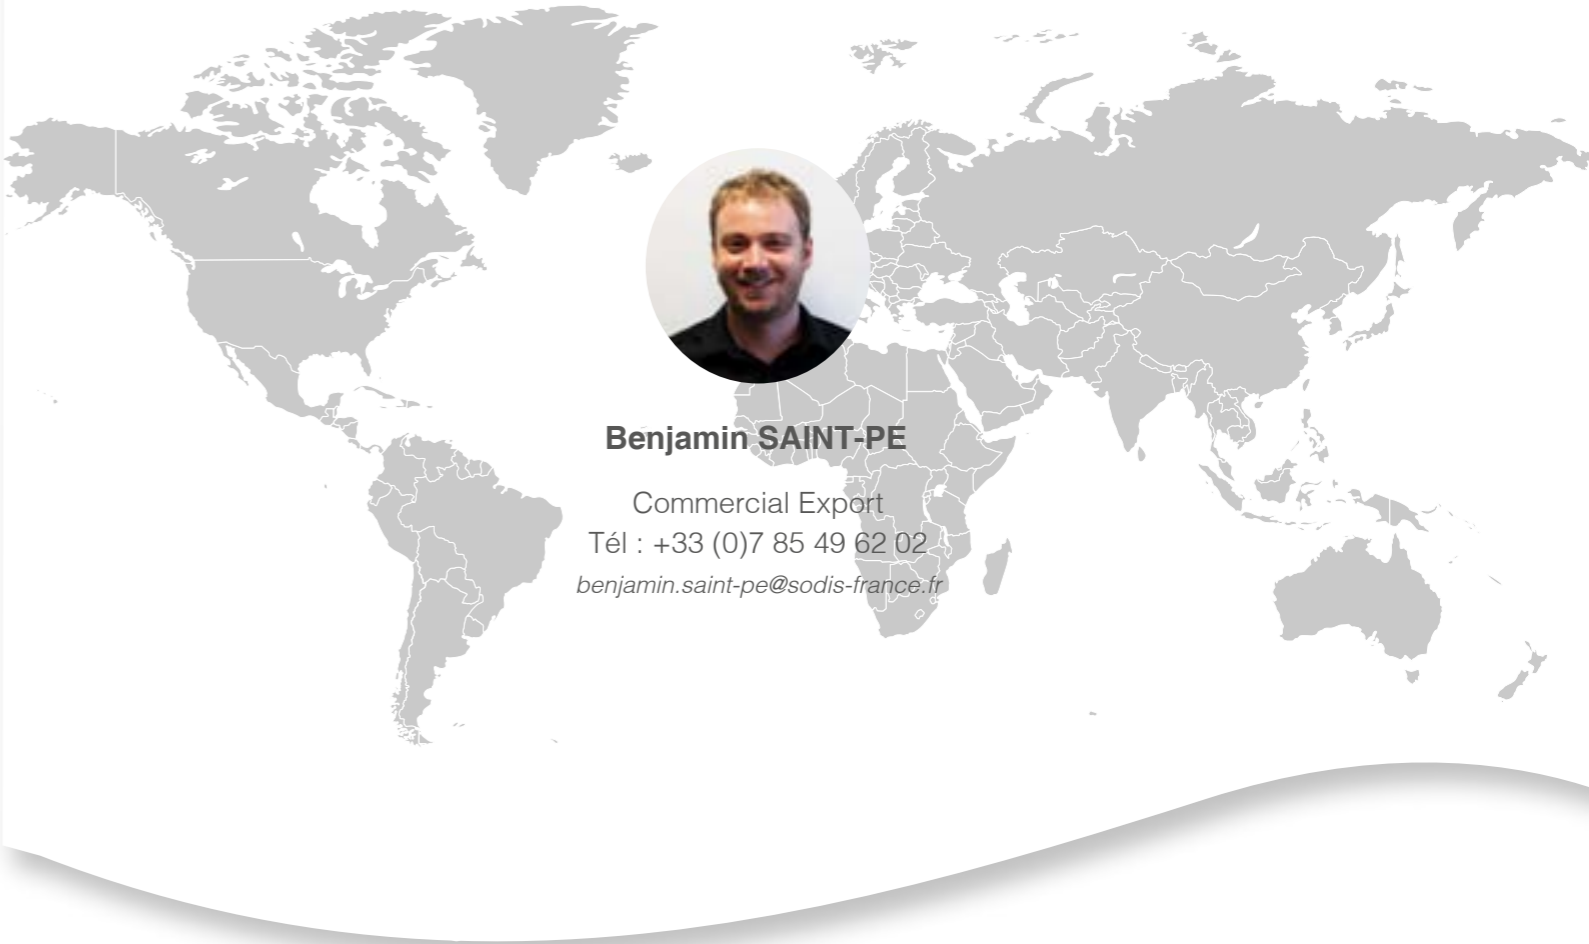 Benjamin SAINT-PE
Commercial Export
Tél : +33 (0)7 85 49 62 02
benjamin.saint-pe@sodis-france.fr